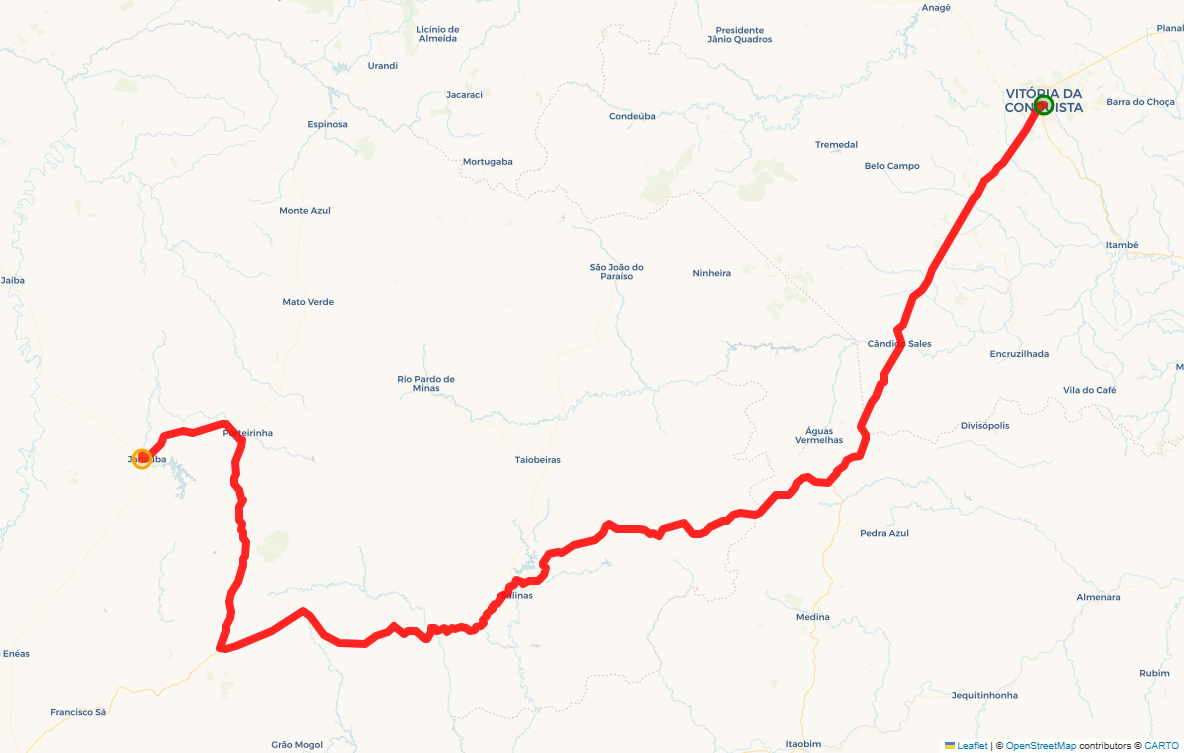 Anagé
Licínio de
Almeida
Presidente
Jânio Quadros
Urandi
Jacaraci
VITÓRIA DA
CONQUISTA
Barra do Choça
Condeúba
Espinosa
Tremedal
Mortugaba
Belo Campo
Monte Azul
Itambé
São João do
Paraíso
Ninheira
Jaíba
Mato Verde
Cândido Sales
Encruzilhada
Rio Pardo de
Minas
Vila do Café
Águas
Vermelhas
Divisópolis
Porteirinha
Janaúba
Taiobeiras
Pedra Azul
Salinas
Almenara
Medina
Enéas
Rubim
Jequitinhonha
Francisco Sá
Grão Mogol
Itaobim
Leaflet | © OpenStreetMap contributors © CARTO